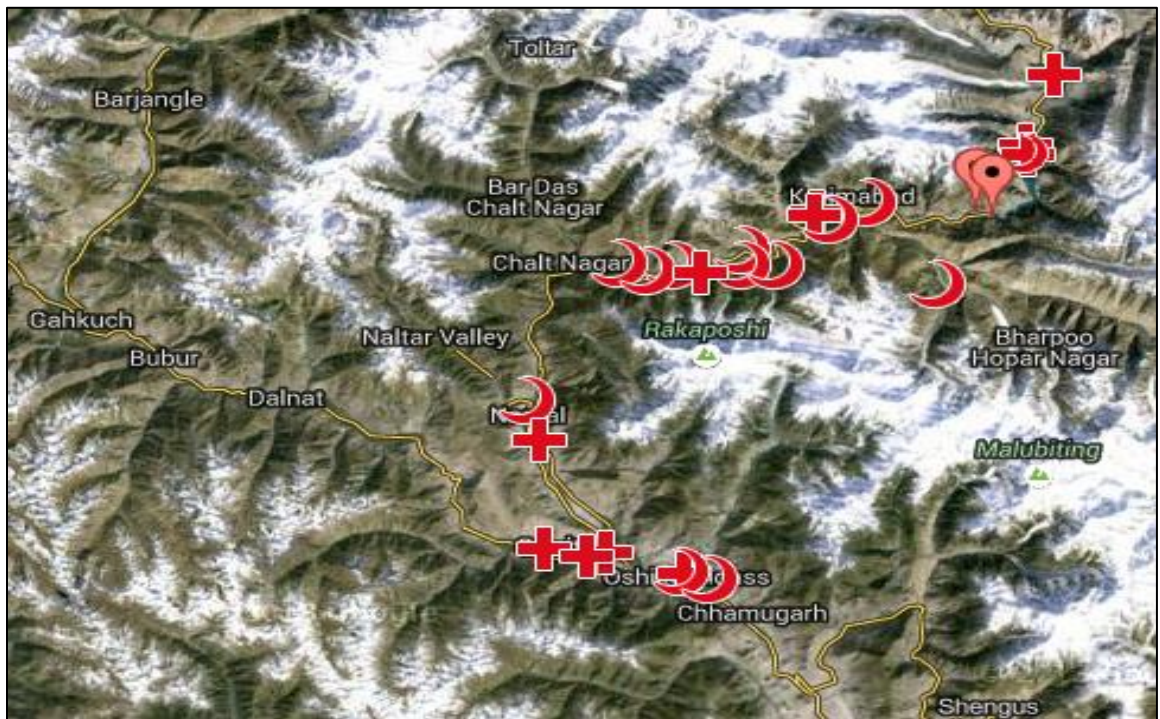 Toltar
Barjangle
Bar Das
Chalt Nagar
Chalt Nagar
Gahkuch
Naltar Valley
Rakaposhi
Bharpoo
Hopar Nagar
Bubur
Dalnat
Malubiting
Chhamugarh
Shengus